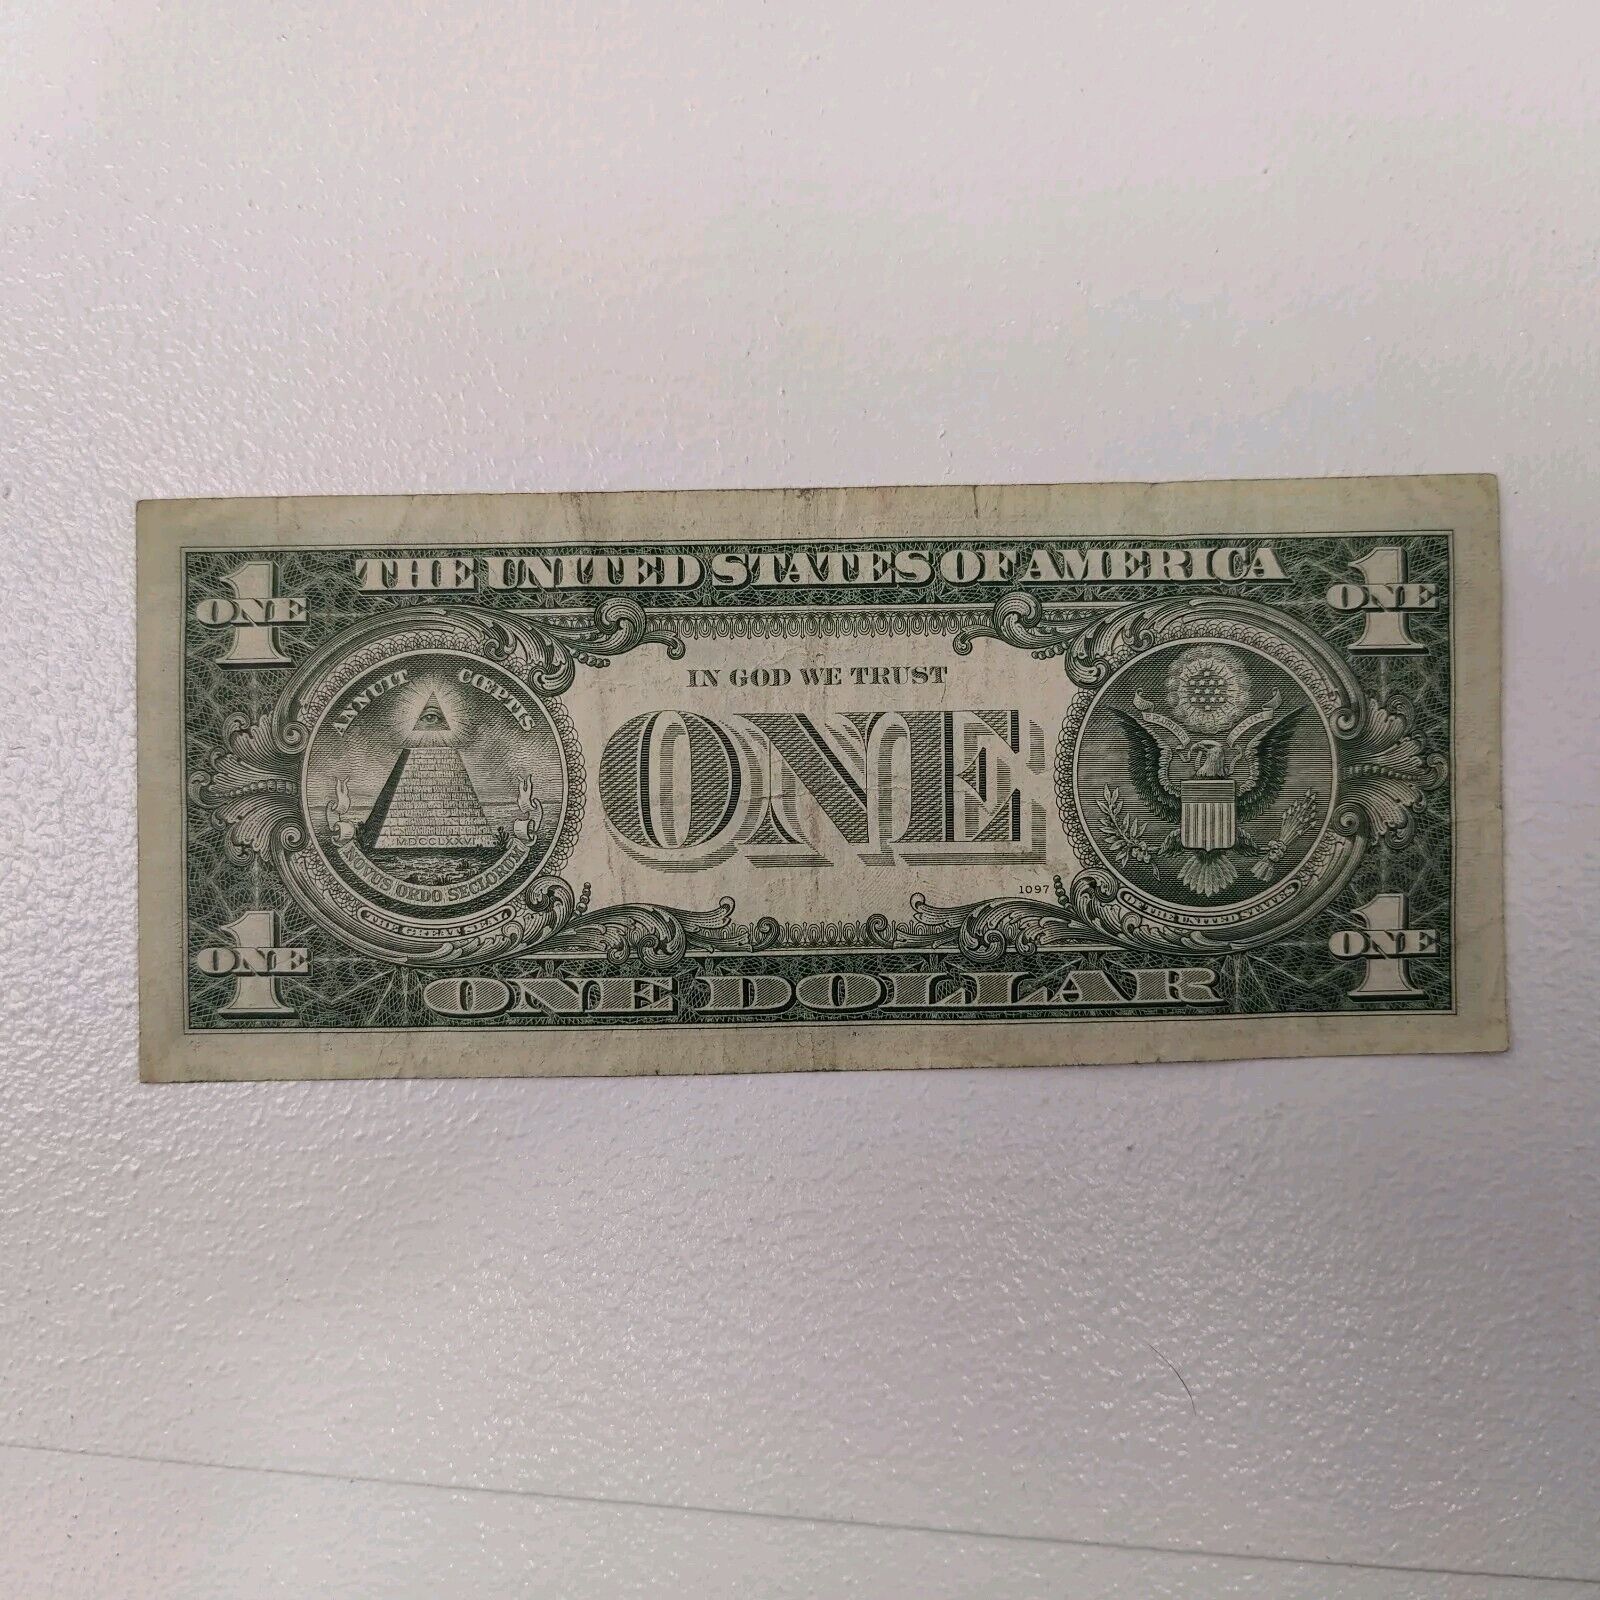 THE UNITED STATES OF AMERICA
1
ONE
1
ONE
IN GOD WE TRUST
ANNUIT CŒPTIS
MDCCLXXVI
NOVUS ORDO SECLORUM
THE GREAT SEAL
ONE
OF THE UNITED STATES
1097
1
ONE
1
ONE
ONE DOLLAR